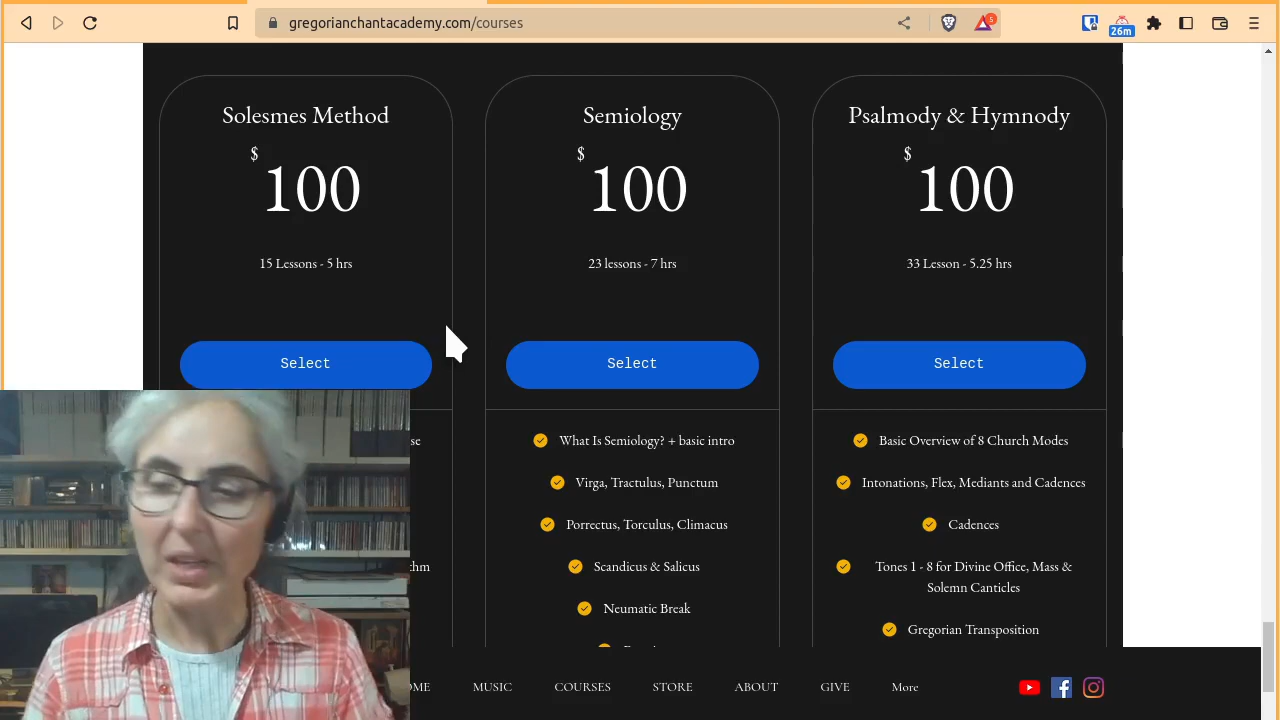 gregorianchantacademy.com/courses
5
26m
Solesmes Method
$
100
15 Lessons - 5 hrs
Select
Semiology
$
100
23 lessons - 7 hrs
Select
What Is Semiology? + basic intro
Virga, Tractulus, Punctum
Porrectus, Torculus, Climacus
Scandicus & Salicus
Neumatic Break
Psalmody & Hymnody
$
100
33 Lesson - 5.25 hrs
Select
Basic Overview of 8 Church Modes
Intonations, Flex, Mediants and Cadences
Cadences
Tones 1 - 8 for Divine Office, Mass &
Solemn Canticles
Gregorian Transposition
MUSIC COURSES STORE ABOUT GIVE More